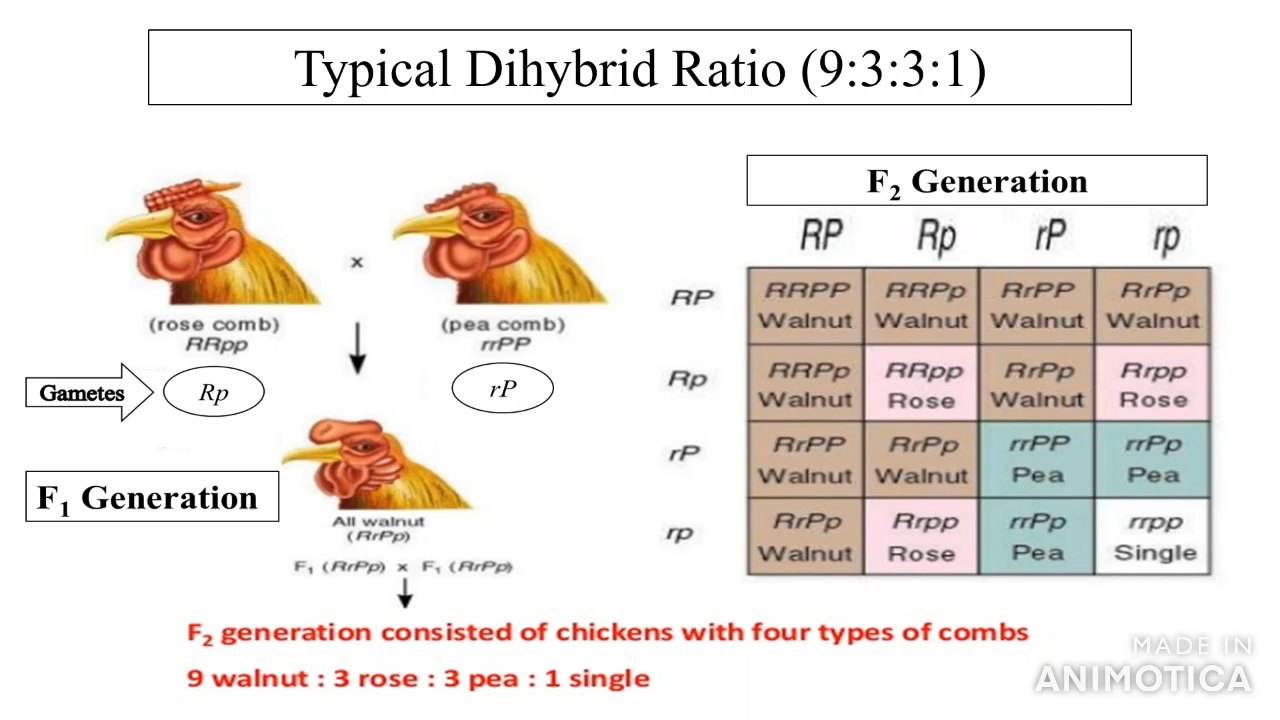 Typical Dihybrid Ratio (9:3:3:1)
x
(rose comb)
RRpp
(pea comb)
rrPP
Gametes
Rp
rP
F₁ Generation
All walnut
(RrPp)
F₁ (RrPp) x F₁ (RrPp)
F₂ Generation
RP Rp rP rp
RP
RRPP RRPp RrPP RrPp
Walnut Walnut Walnut Walnut
Rp
RRPp RRpp RrPp Rrpp
Walnut Rose Walnut Rose
rP
RrPP RrPp rrPP rrPp
Walnut Walnut Pea Pea
rp
RrPp Rrpp rrPp rrpp
Walnut Rose Pea Single
F₂ generation consisted of chickens with four types of combs
9 walnut : 3 rose : 3 pea : 1 single
MADE IN
ANIMOTICA